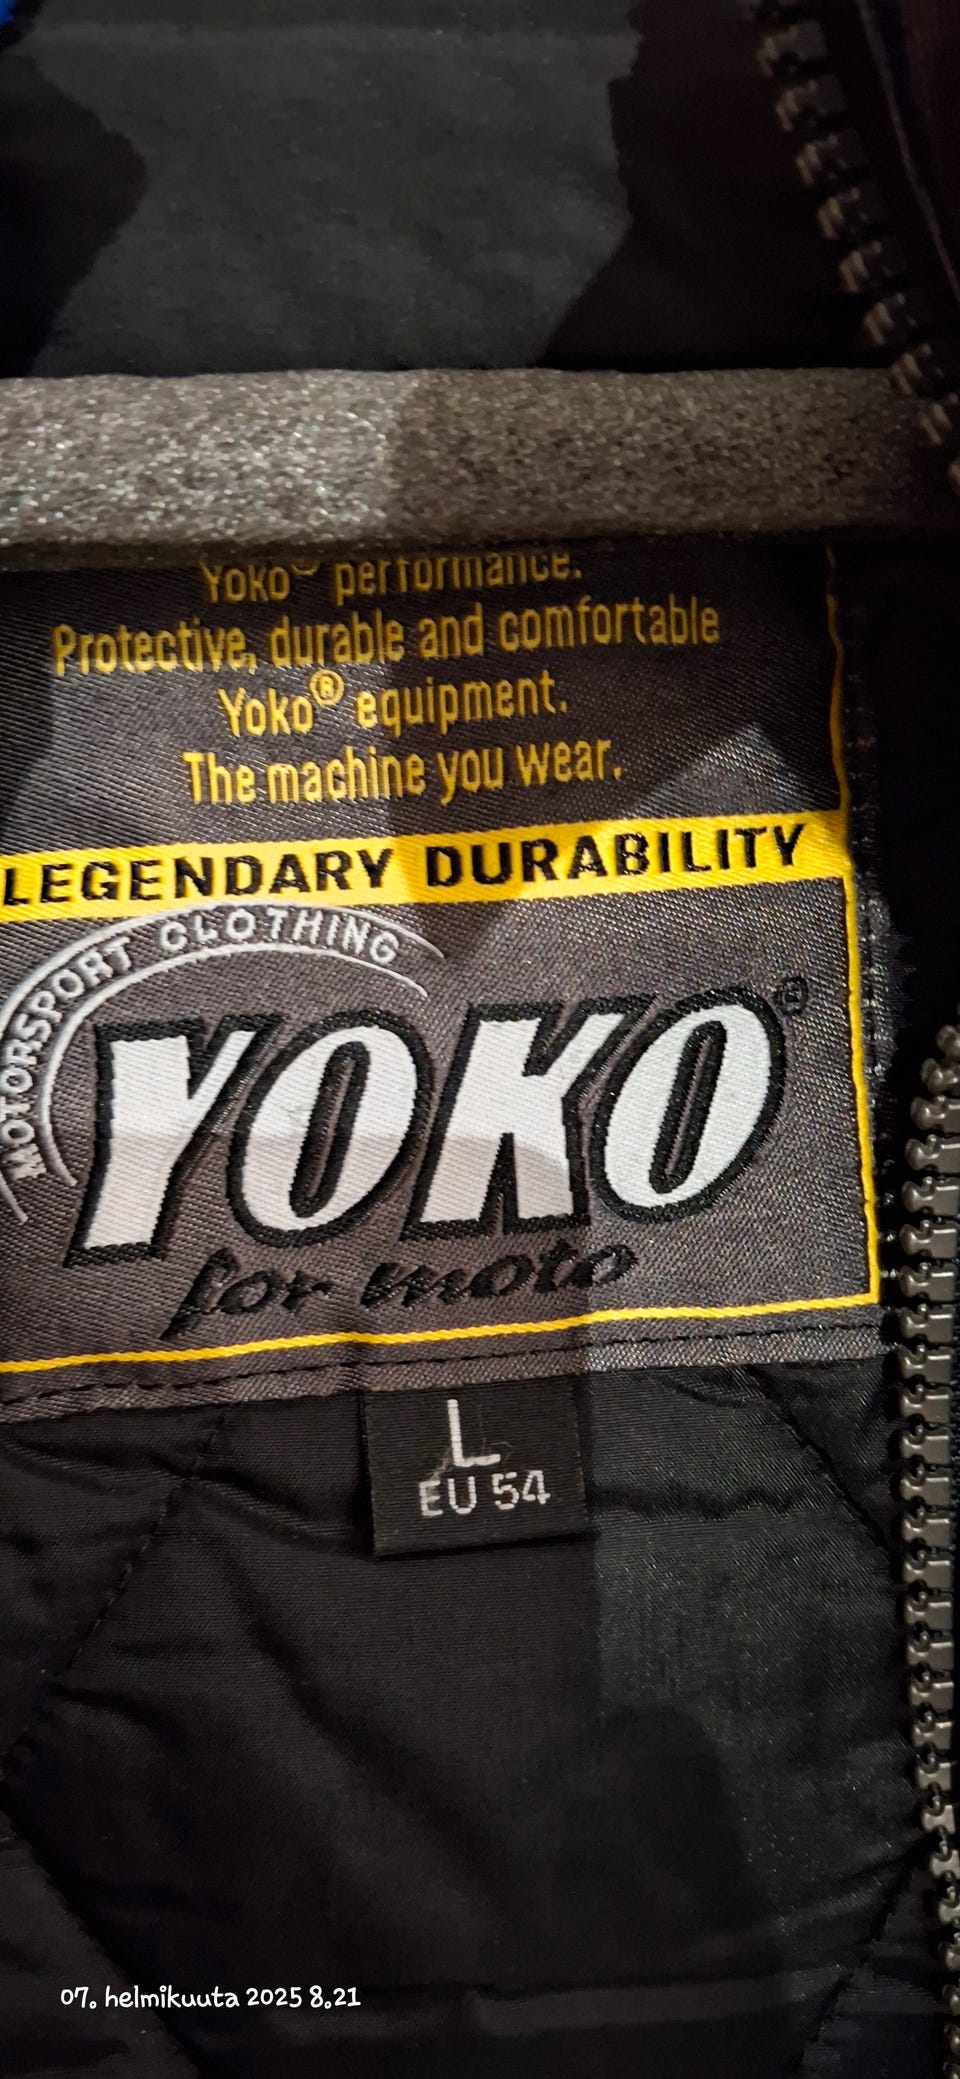 Yoko® performance.
Protective, durable and comfortable
Yoko® equipment.
The machine you wear.
LEGENDARY DURABILITY
MOTORSPORT CLOTHING
YOKO®
for moto
L
EU 54
07. helmikuuta 2025 8.21